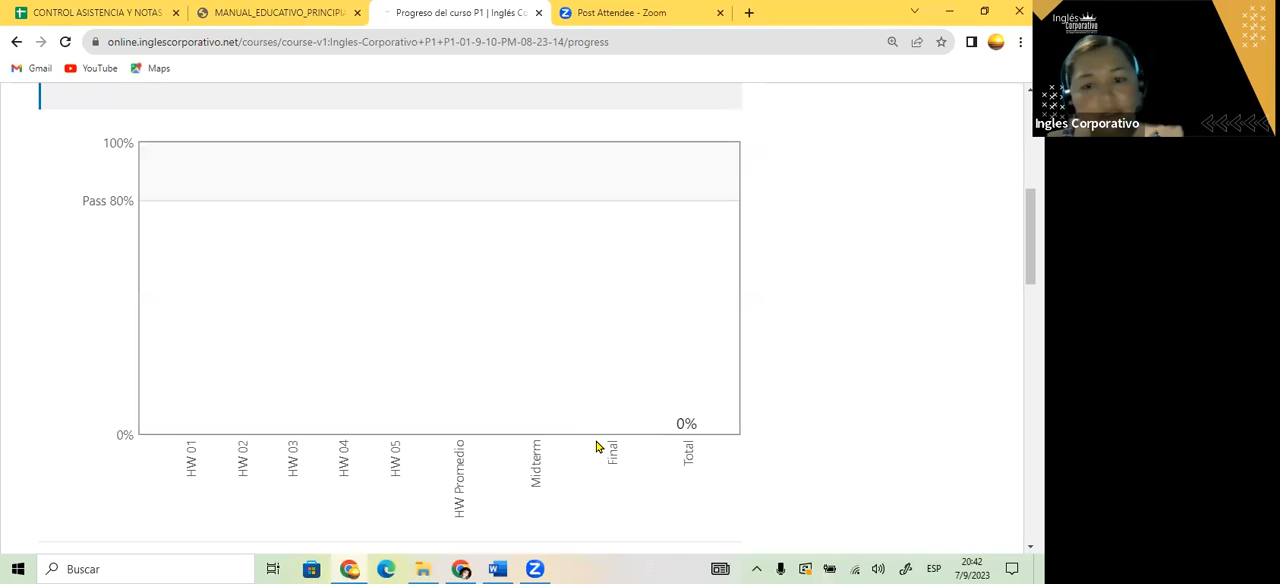 CONTROL ASISTENCIA Y NOTAS
MANUAL_EDUCATIVO_PRINCIPIA
Progreso del curso P1 | Inglés Co
Post Attendee - Zoom
online.inglescorporativo.net/courses/course-v1:Ingles-Corporativo+P1+P1-01-9-10-PM-08-23-14/progress
Gmail
YouTube
Maps
Inglés
Corporativo
Ingles Corporativo
100%
Pass 80%
0%
0%
HW 01
HW 02
HW 03
HW 04
HW 05
HW Promedio
Midterm
Final
Total
Buscar
ESP
20:42
7/9/2023